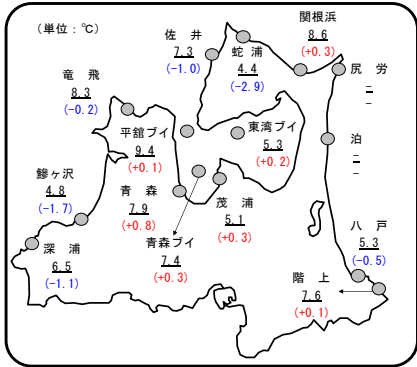 (単位：℃)
関根浜
8.6
(+0.3)
佐 井
7.3
(-1.0)
蛇 浦
4.4
(-2.9)
尻 労
-
-
竜 飛
8.3
(-0.2)
平舘ブイ
9.4
(+0.1)
東湾ブイ
5.3
(+0.2)
泊
-
-
鰺ヶ沢
4.8
(-1.7)
青 森
7.9
(+0.8)
茂 浦
5.1
(+0.3)
八 戸
5.3
(-0.5)
深 浦
6.5
(-1.1)
青森ブイ
7.4
(+0.3)
階 上
7.6
(+0.1)